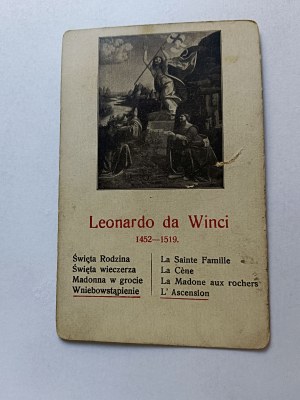 Leonardo da Winci
1452—1519.
Święta Rodzina
Święta wieczerza
Madonna w grocie
Wniebowstąpienie
La Sainte Famille
La Cène
La Madone aux rochers
L' Ascension